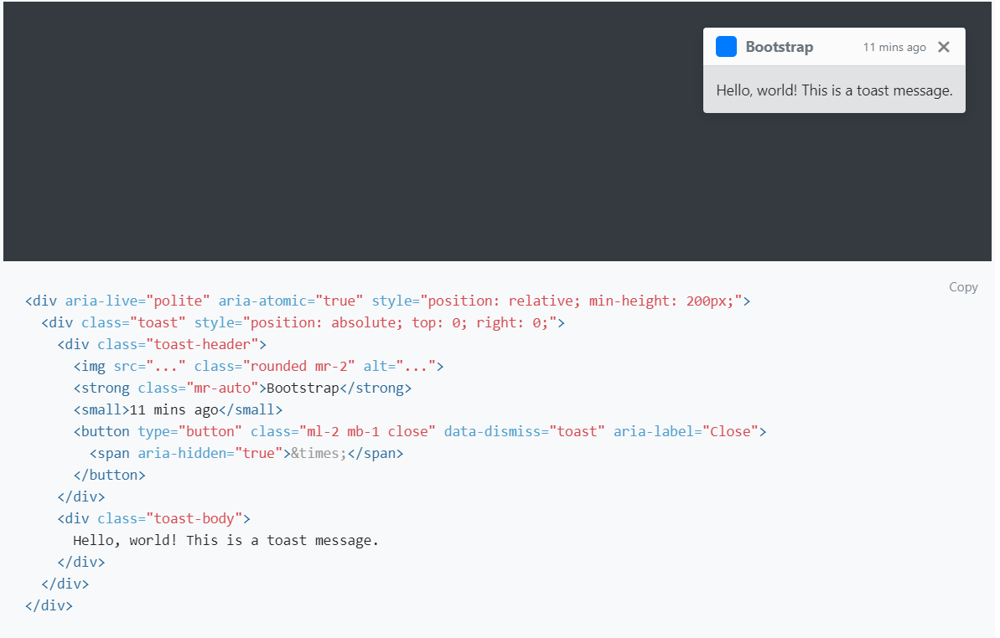 Bootstrap 11 mins ago ×
Hello, world! This is a toast message.
Copy
<div aria-live="polite" aria-atomic="true" style="position: relative; min-height: 200px;">
  <div class="toast" style="position: absolute; top: 0; right: 0;">
    <div class="toast-header">
      <img src="..." class="rounded mr-2" alt="...">
      <strong class="mr-auto">Bootstrap</strong>
      <small>11 mins ago</small>
      <button type="button" class="ml-2 mb-1 close" data-dismiss="toast" aria-label="Close">
        <span aria-hidden="true">&times;</span>
      </button>
    </div>
    <div class="toast-body">
      Hello, world! This is a toast message.
    </div>
  </div>
</div>